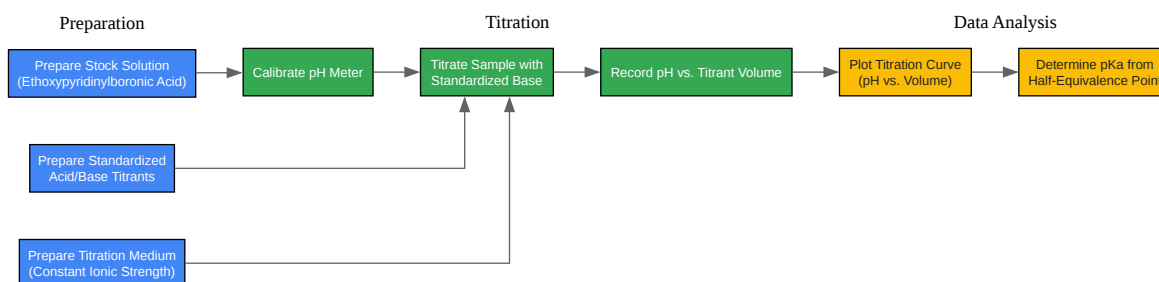 Preparation
Titration
Data Analysis
Prepare Stock Solution
(Ethoxypyridinylboronic Acid)
Calibrate pH Meter
Titrate Sample with
Standardized Base
Record pH vs. Titrant Volume
Plot Titration Curve
(pH vs. Volume)
Determine pKa from
Half-Equivalence Point
Prepare Standardized
Acid/Base Titrants
Prepare Titration Medium
(Constant Ionic Strength)